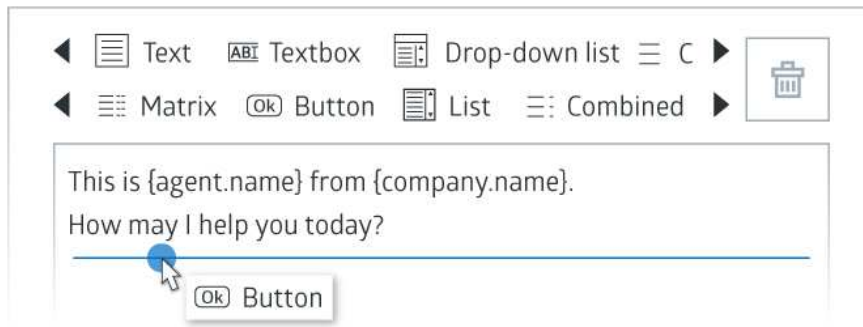 Text ABI Textbox Drop-down list C
Matrix Ok Button List Combined
This is {agent.name} from {company.name}.
How may I help you today?
Ok Button